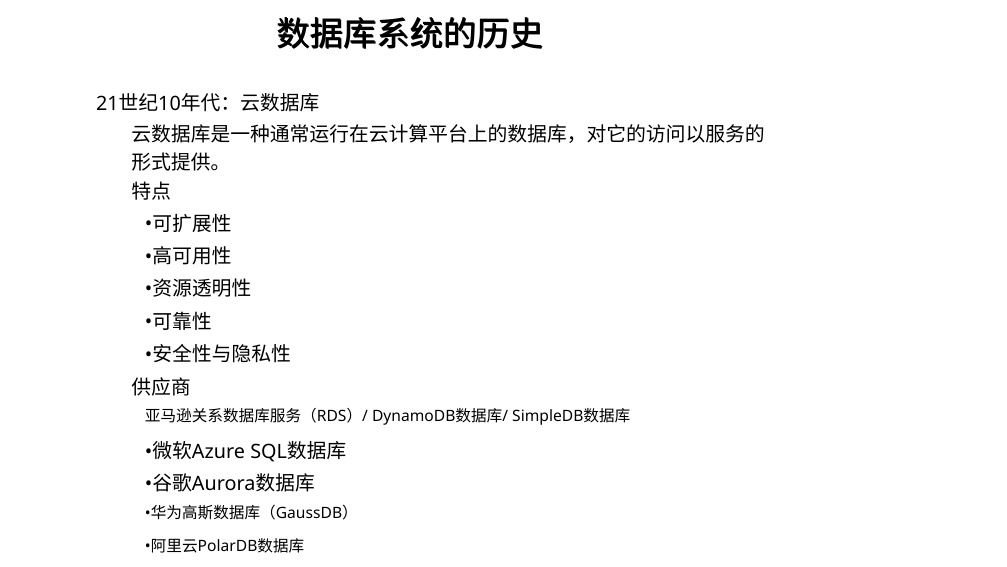 数据库系统的历史
21世纪10年代：云数据库
云数据库是一种通常运行在云计算平台上的数据库，对它的访问以服务的
形式提供。
特点
•可扩展性
•高可用性
•资源透明性
•可靠性
•安全性与隐私性
供应商
亚马逊关系数据库服务（RDS）/ DynamoDB数据库/ SimpleDB数据库
•微软Azure SQL数据库
•谷歌Aurora数据库
•华为高斯数据库（GaussDB）
•阿里云PolarDB数据库